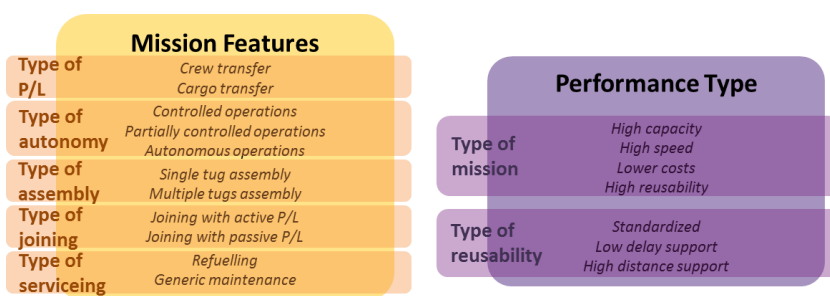 Mission Features
Type of
P/L
Crew transfer
Cargo transfer
Type of
autonomy
Controlled operations
Partially controlled operations
Autonomous operations
Type of
assembly
Single tug assembly
Multiple tugs assembly
Type of
joining
Joining with active P/L
Joining with passive P/L
Type of
serviceing
Refuelling
Generic maintenance
Performance Type
Type of
mission
High capacity
High speed
Lower costs
High reusability
Type of
reusability
Standardized
Low delay support
High distance support